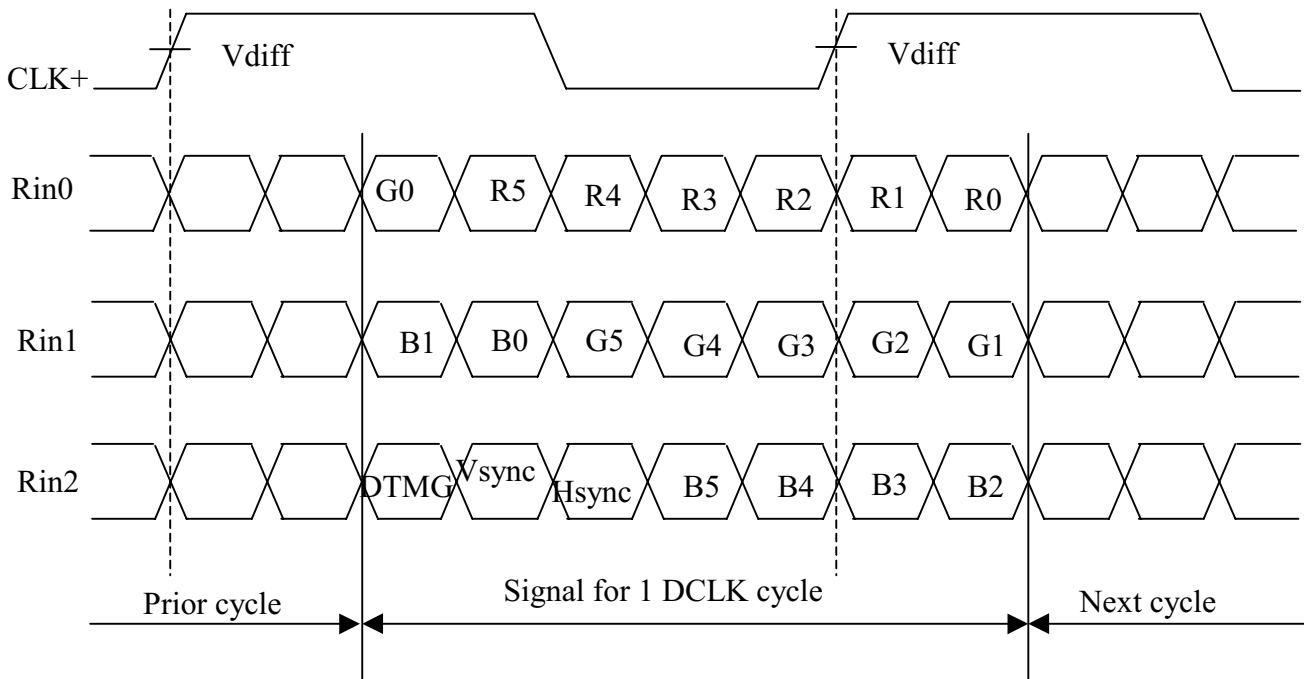 Vdiff Vdiff
CLK+
Rin0 G0 R5 R4 R3 R2 R1 R0
Rin1 B1 B0 G5 G4 G3 G2 G1
Rin2 DTMG Vsync Hsync B5 B4 B3 B2
Prior cycle Signal for 1 DCLK cycle Next cycle